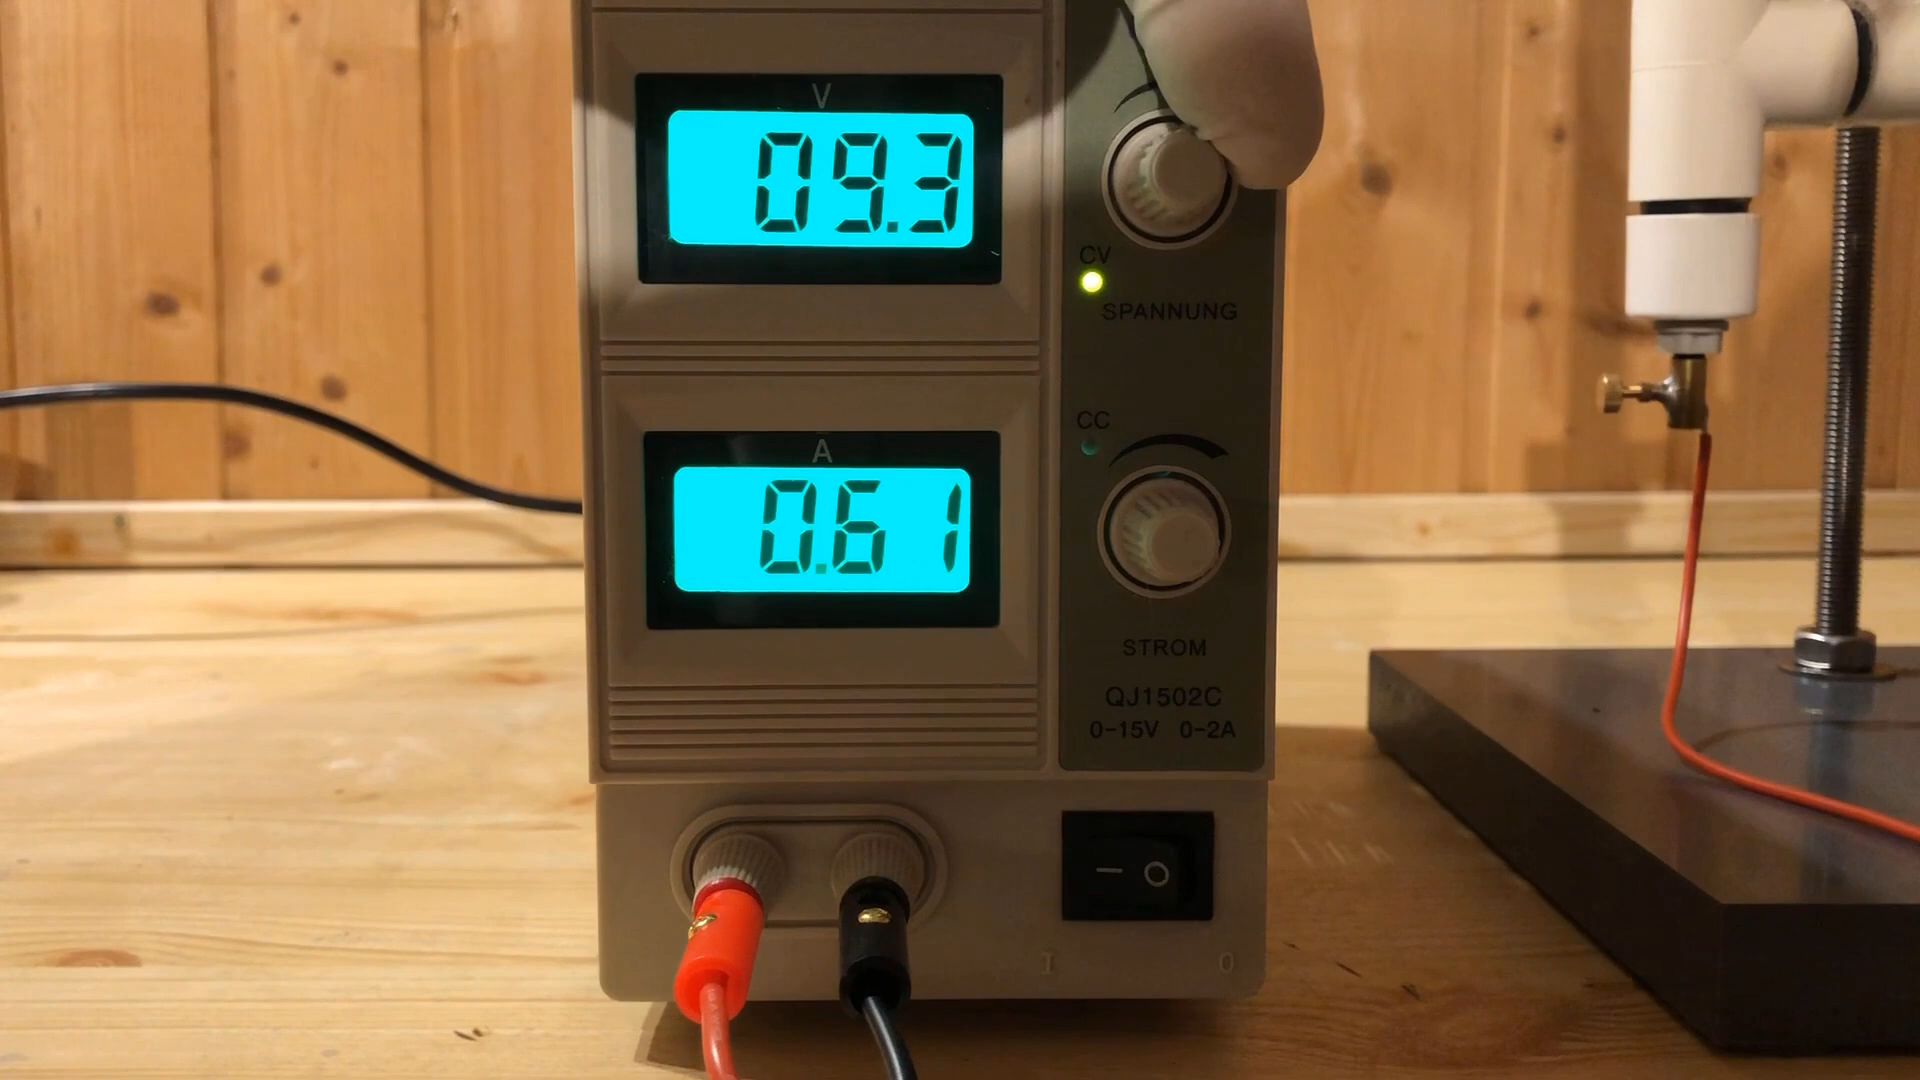 V
09.3
CV
SPANNUNG
A
0.61
CC
STROM
QJ1502C
0-15V 0-2A
— O
I O